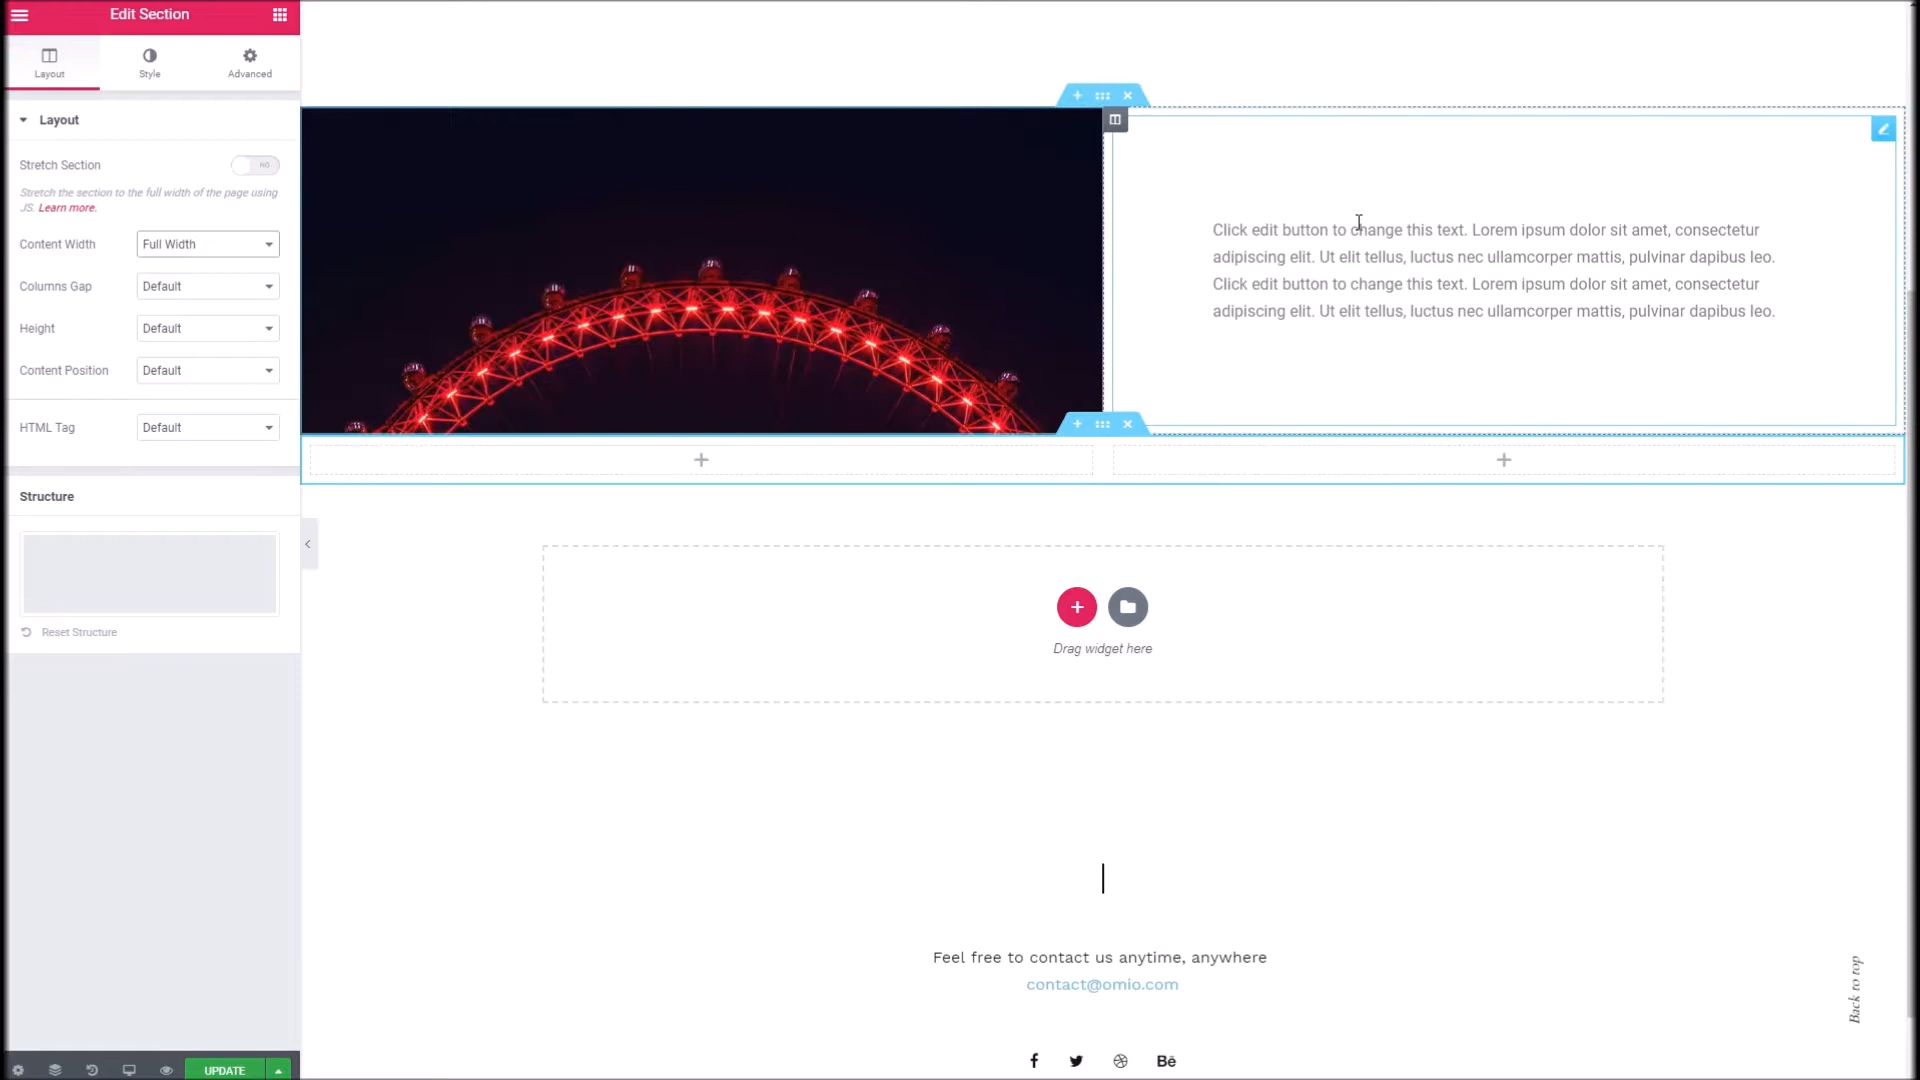 Edit Section
Layout
Style
Advanced
Layout
Stretch Section
NO
Stretch the section to the full width of the page using
JS. Learn more.
Content Width
Full Width
Columns Gap
Default
Height
Default
Content Position
Default
HTML Tag
Default
Structure
Reset Structure
UPDATE
Click edit button to change this text. Lorem ipsum dolor sit amet, consectetur
adipiscing elit. Ut elit tellus, luctus nec ullamcorper mattis, pulvinar dapibus leo.
Click edit button to change this text. Lorem ipsum dolor sit amet, consectetur
adipiscing elit. Ut elit tellus, luctus nec ullamcorper mattis, pulvinar dapibus leo.
Drag widget here
Feel free to contact us anytime, anywhere
contact@omio.com
Back to top
Bē